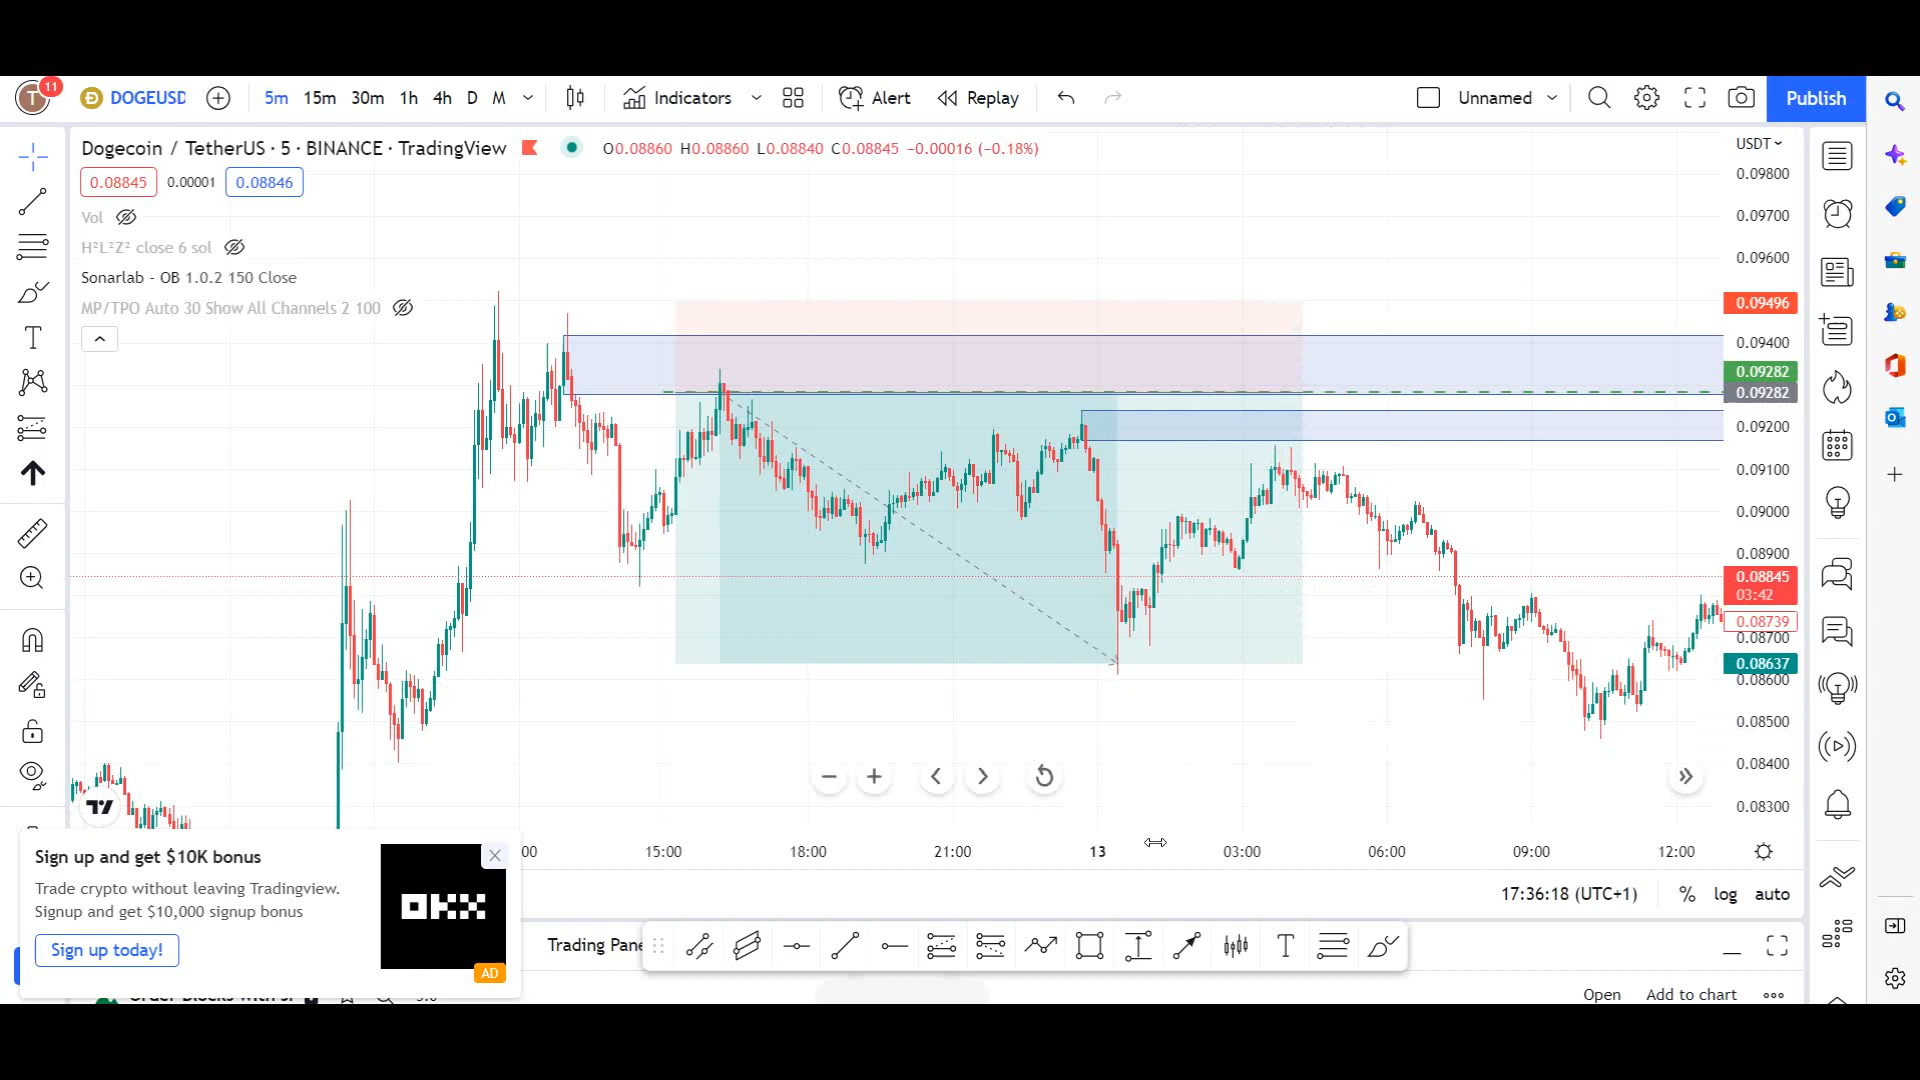 11
T DOGEUSD 5m 15m 30m 1h 4h D M Indicators Alert Replay Unnamed Publish
Dogecoin / TetherUS · 5 · BINANCE · TradingView O0.08860 H0.08860 L0.08840 C0.08845 −0.00016 (−0.18%)
USDT
0.08845 0.00001 0.08846
Vol
H²L²Z² close 6 sol
Sonarlab - OB 1.0.2 150 Close
MP/TPO Auto 30 Show All Channels 2 100
0.09800
0.09700
0.09600
0.09496
0.09400
0.09282
0.09282
0.09200
0.09100
0.09000
0.08900
0.08845
03:42
0.08739
0.08700
0.08637
0.08600
0.08500
0.08400
0.08300
:00 15:00 18:00 21:00 13 03:00 06:00 09:00 12:00
17:36:18 (UTC+1) % log auto
Sign up and get $10K bonus
Trade crypto without leaving Tradingview.
Signup and get $10,000 signup bonus
Sign up today!
OKX
AD
Trading Pane
Open Add to chart